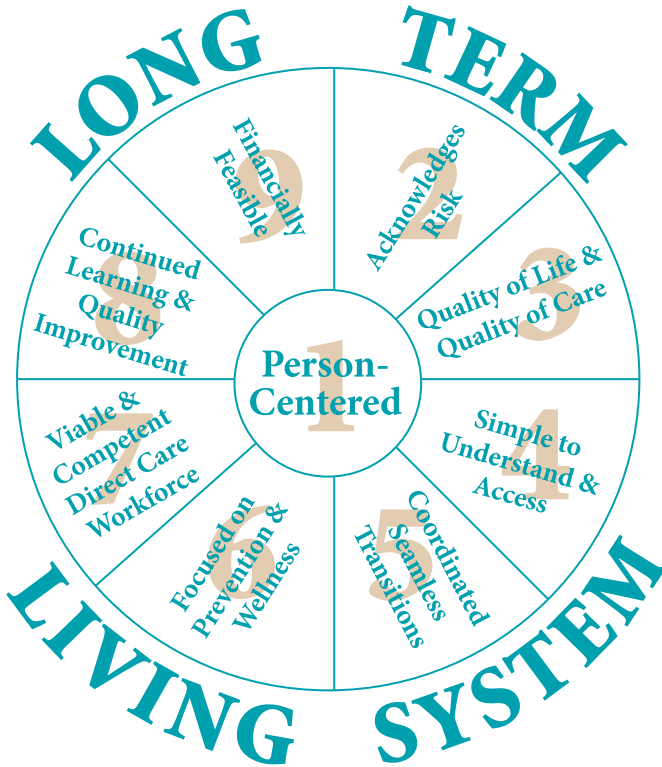 LONG TERM
LIVING SYSTEM
1
Person-
Centered
2
Acknowledges
Risk
3
Quality of Life &
Quality of Care
4
Simple to
Understand &
Access
5
Coordinated
Seamless
Transitions
6
Focused on
Prevention &
Wellness
7
Viable &
Competent
Direct Care
Workforce
8
Continued
Learning &
Quality
Improvement
9
Financially
Feasible